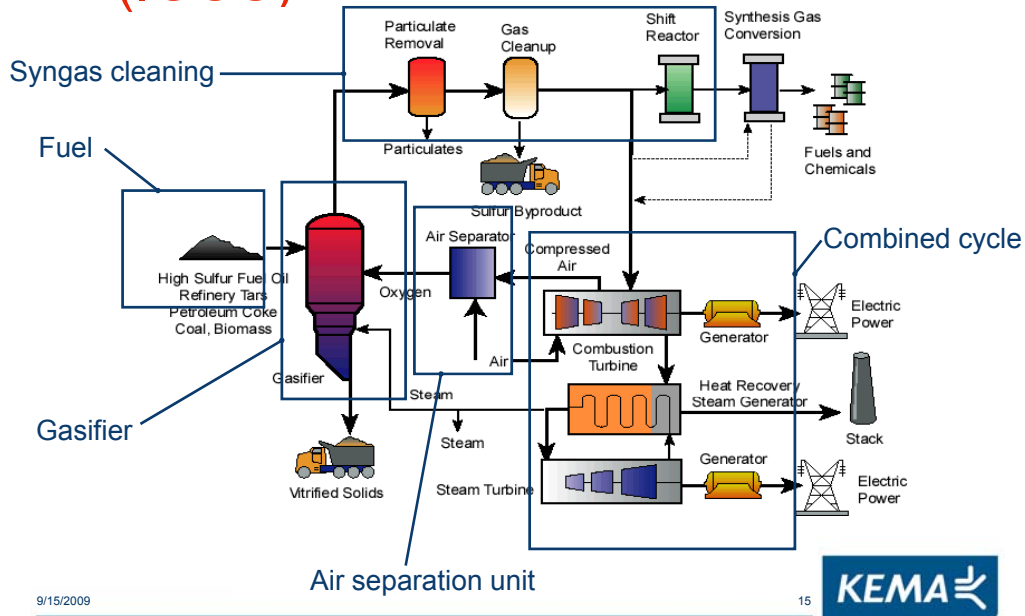 Particulate
Removal
Gas
Cleanup
Shift
Reactor
Synthesis Gas
Conversion
Syngas cleaning
Particulates
Fuels and
Chemicals
Fuel
Sulfur Byproduct
Air Separator
Compressed
Air
Combined cycle
High Sulfur Fuel Oil
Refinery Tars
Petroleum Coke
Coal, Biomass
Oxygen
Electric
Power
Generator
Air
Combustion
Turbine
Gasifier
Steam
Heat Recovery
Steam Generator
Gasifier
Steam
Stack
Vitrified Solids
Steam Turbine
Generator
Electric
Power
Air separation unit
9/15/2009
15
KEMA